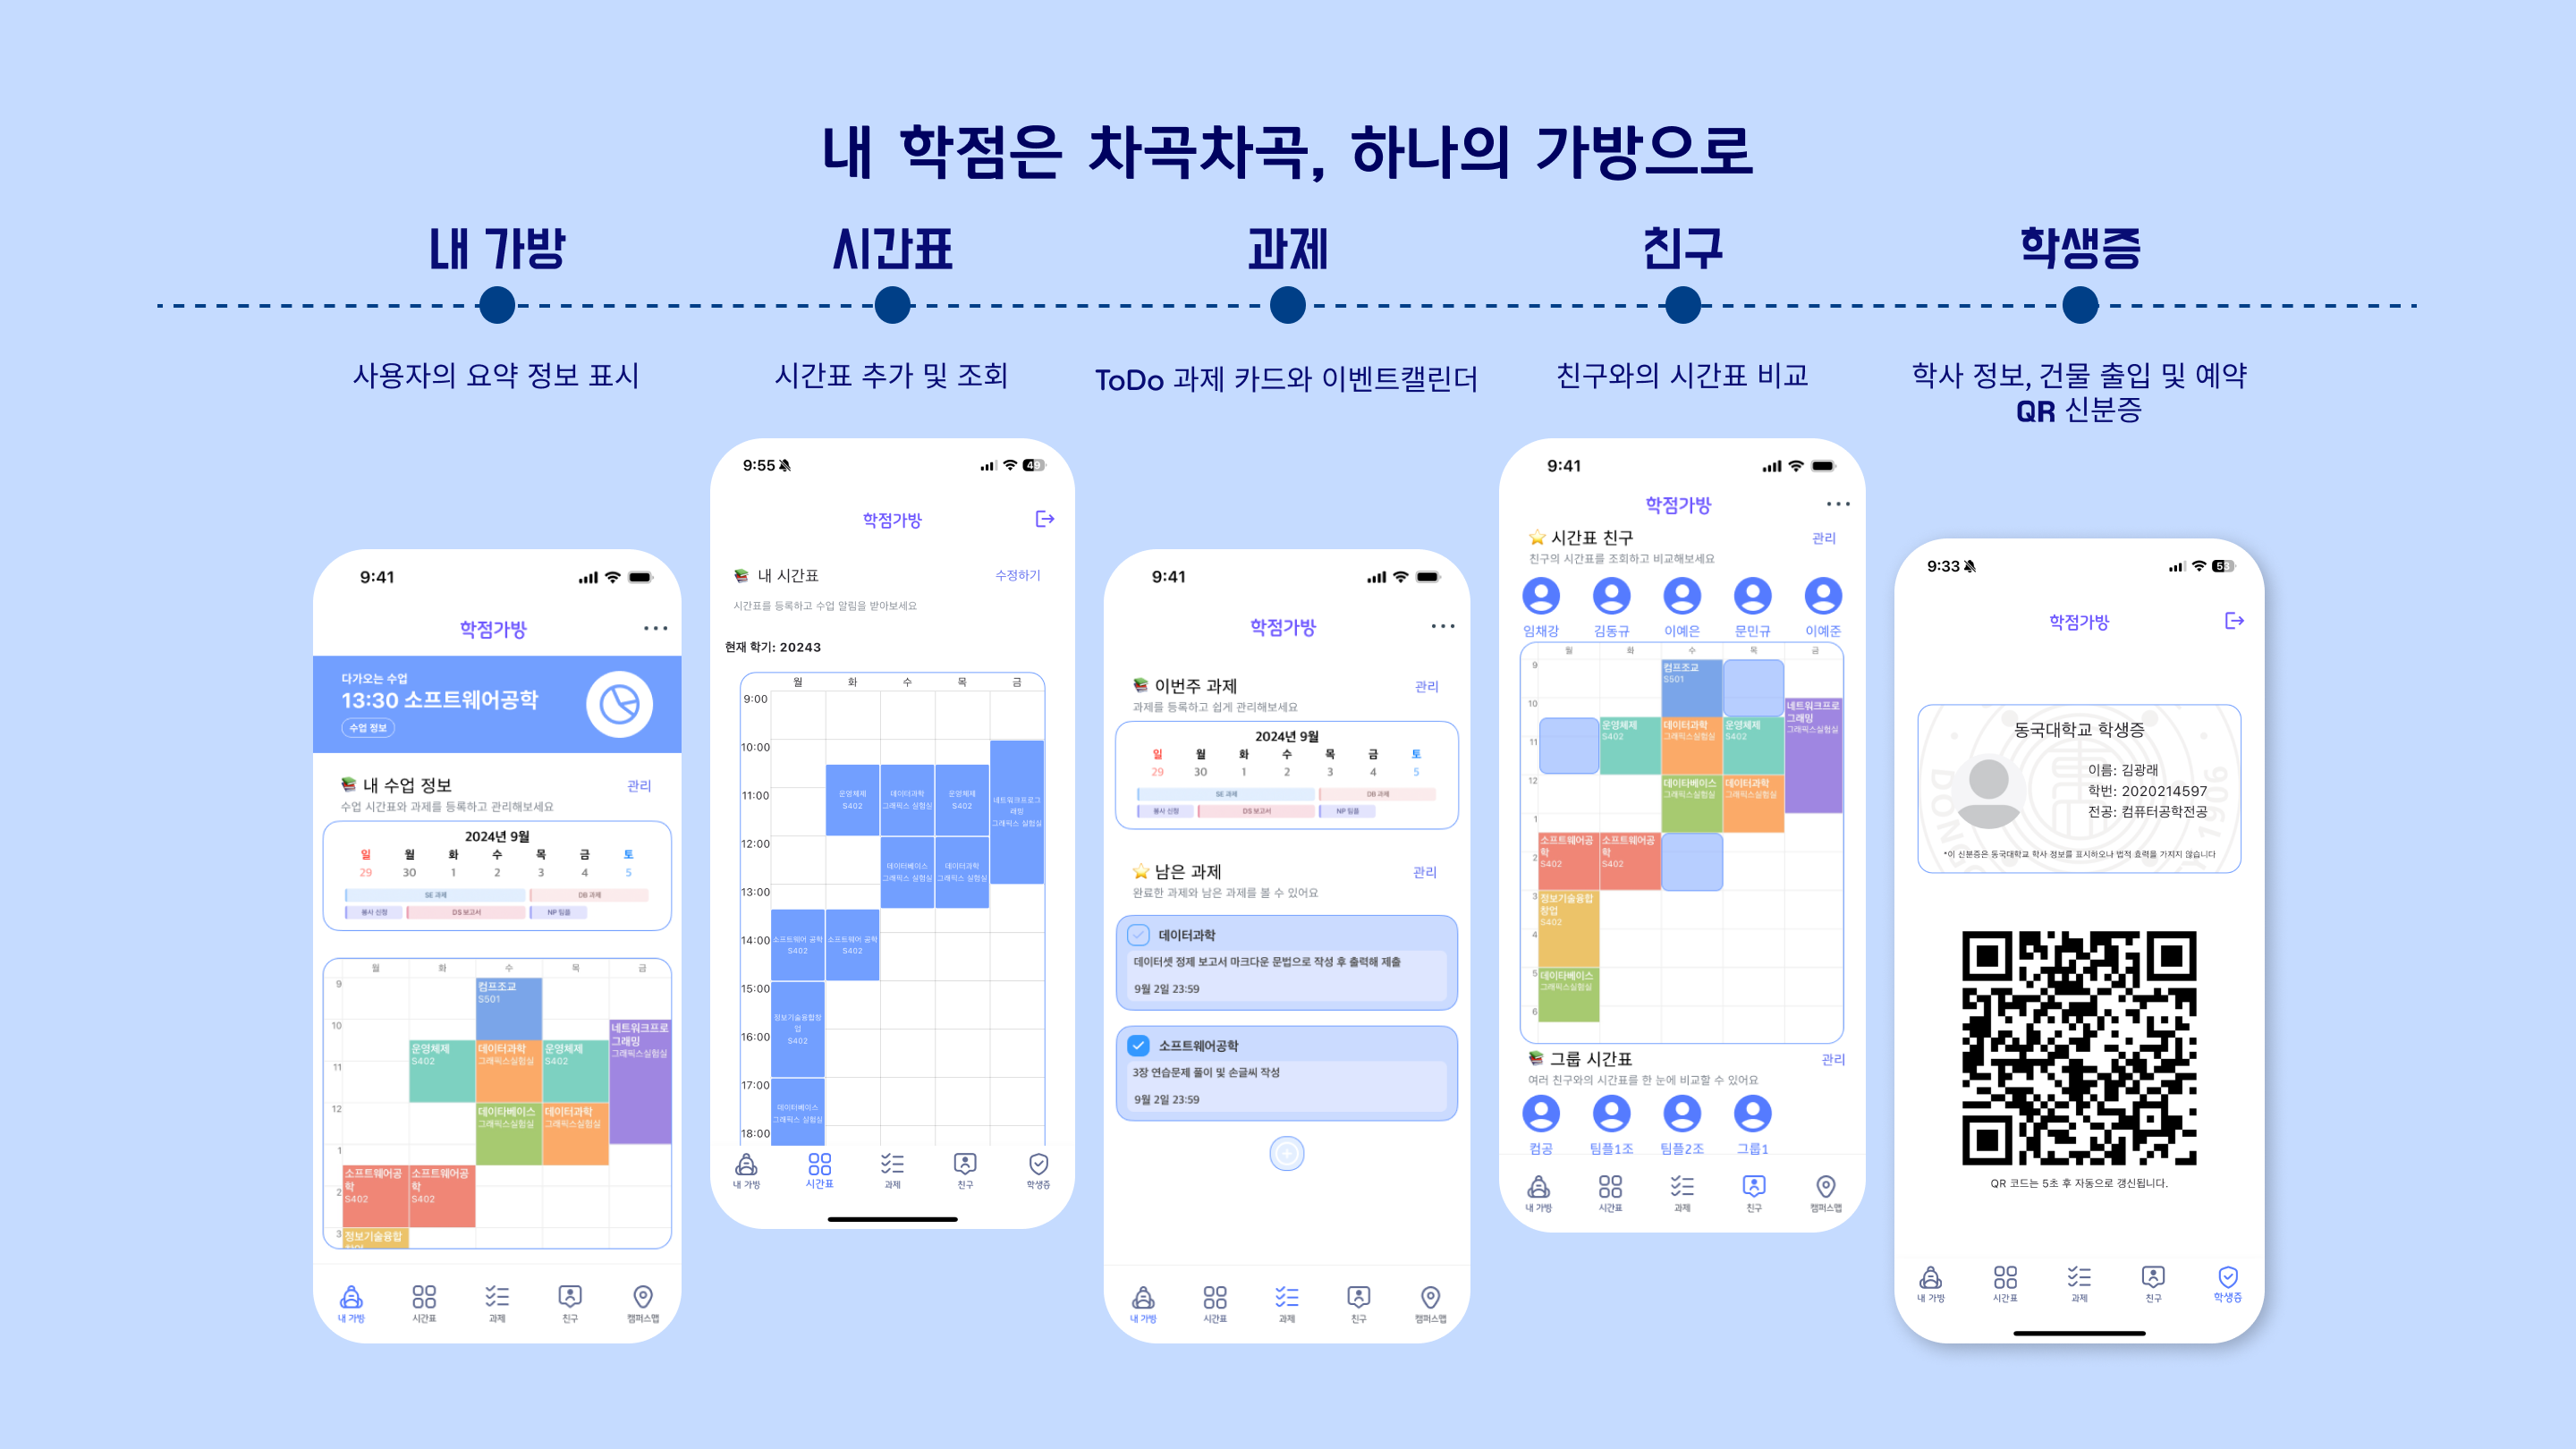 내 학점은 차곡차곡, 하나의 가방으로
내 가방
시간표
과제
친구
학생증
사용자의 요약 정보 표시
시간표 추가 및 조회
ToDo 과제 카드와 이벤트캘린더
친구와의 시간표 비교
학사 정보, 건물 출입 및 예약
QR 신분증
9:41
학점가방
다가오는 수업
13:30 소프트웨어공학
수업 정보
내 수업 정보
관리
수업 시간표와 과제를 등록하고 관리해보세요
2024년 9월
일 월 화 수 목 금 토
29 30 1 2 3 4 5
SE 과제
DB 과제
봉사 신청
DS 보고서
NP 팀플
월 화 수 목 금
9
10
11
12
1
2
3
컴프조교
S501
네트워크프로
그래밍
그래픽스실험실
운영체제
S402
데이터과학
그래픽스실험실
운영체제
S402
데이타베이스
그래픽스실험실
데이터과학
그래픽스실험실
소프트웨어공
학
S402
소프트웨어공
학
S402
정보기술융합
내 가방
시간표
과제
친구
캠퍼스맵
9:55
49
학점가방
내 시간표
수정하기
시간표를 등록하고 수업 알림을 받아보세요
현재 학기: 20243
월 화 수 목 금
9:00
10:00
11:00
12:00
13:00
14:00
15:00
16:00
17:00
18:00
운영체제
S402
데이터과학
그래픽스 실험실
운영체제
S402
네트워크프로그
래밍
그래픽스 실험실
데이터베이스
그래픽스 실험실
데이터과학
그래픽스 실험실
소프트웨어 공학
S402
소프트웨어 공학
S402
정보기술융합창
업
S402
데이터베이스
그래픽스 실험실
내 가방
시간표
과제
친구
학생증
9:41
학점가방
이번주 과제
관리
과제를 등록하고 쉽게 관리해보세요
2024년 9월
일 월 화 수 목 금 토
29 30 1 2 3 4 5
SE 과제
DB 과제
봉사 신청
DS 보고서
NP 팀플
남은 과제
관리
완료한 과제와 남은 과제를 볼 수 있어요
데이터과학
데이터셋 정제 보고서 마크다운 문법으로 작성 후 출력해 제출
9월 2일 23:59
소프트웨어공학
3장 연습문제 풀이 및 손글씨 작성
9월 2일 23:59
내 가방
시간표
과제
친구
캠퍼스맵
9:41
학점가방
시간표 친구
관리
친구의 시간표를 조회하고 비교해보세요
임채강
김동규
이예은
문민규
이예준
월 화 수 목 금
9
10
11
12
1
2
3
4
5
6
컴프조교
S501
네트워크프로
그래밍
그래픽스실험실
운영체제
S402
데이터과학
그래픽스실험실
운영체제
S402
데이타베이스
그래픽스실험실
데이터과학
그래픽스실험실
소프트웨어공
학
S402
소프트웨어공
학
S402
정보기술융합
창업
S402
데이타베이스
그래픽스실험실
그룹 시간표
관리
여러 친구와의 시간표를 한 눈에 비교할 수 있어요
컴공
팀플1조
팀플2조
그룹1
내 가방
시간표
과제
친구
캠퍼스맵
9:33
53
학점가방
동국대학교 학생증
이름: 김광래
학번: 2020214597
전공: 컴퓨터공학전공
*이 신분증은 동국대학교 학사 정보를 표시하오나 법적 효력을 가지지 않습니다
1906
QR 코드는 5초 후 자동으로 갱신됩니다.
내 가방
시간표
과제
친구
학생증